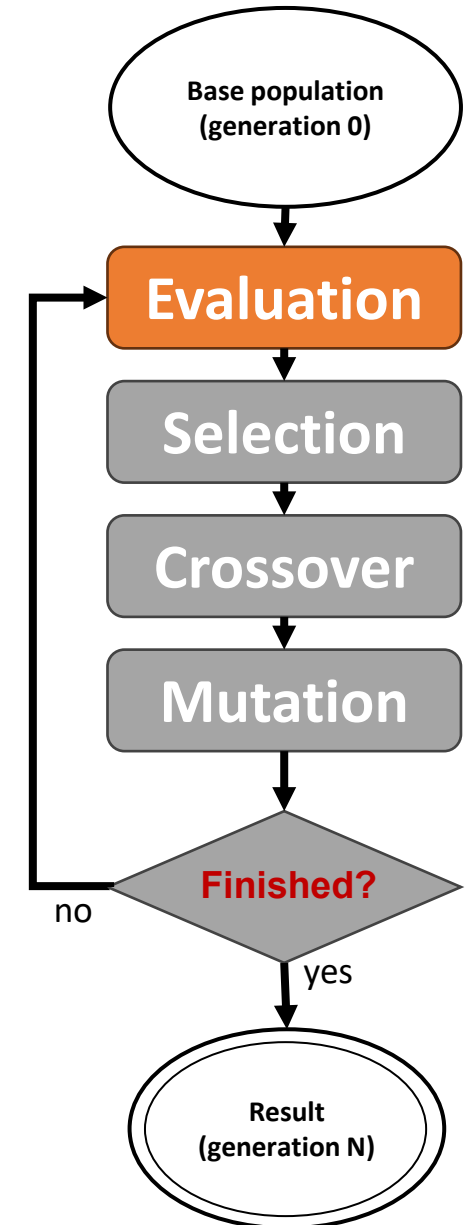 Base population
(generation 0)
Evaluation
Selection
Crossover
Mutation
Finished?
no
yes
Result
(generation N)